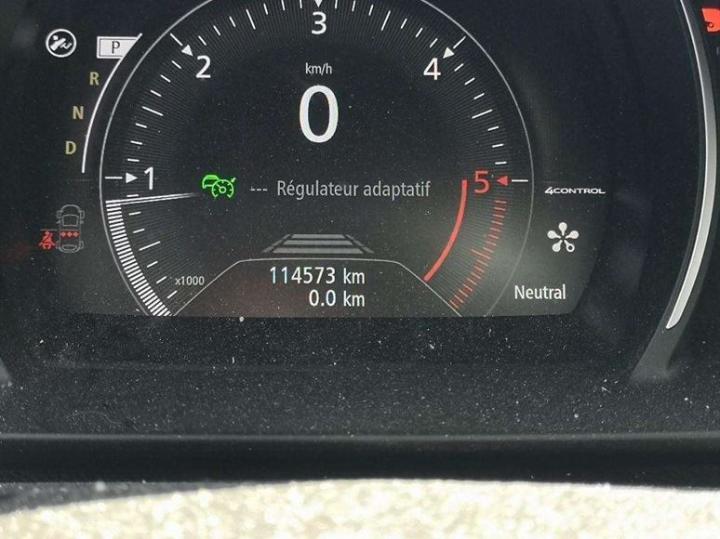 3
2
4
km/h
0
P
R
N
D
1
--- Régulateur adaptatif
5
4CONTROL
x1000
114573 km
0.0 km
Neutral